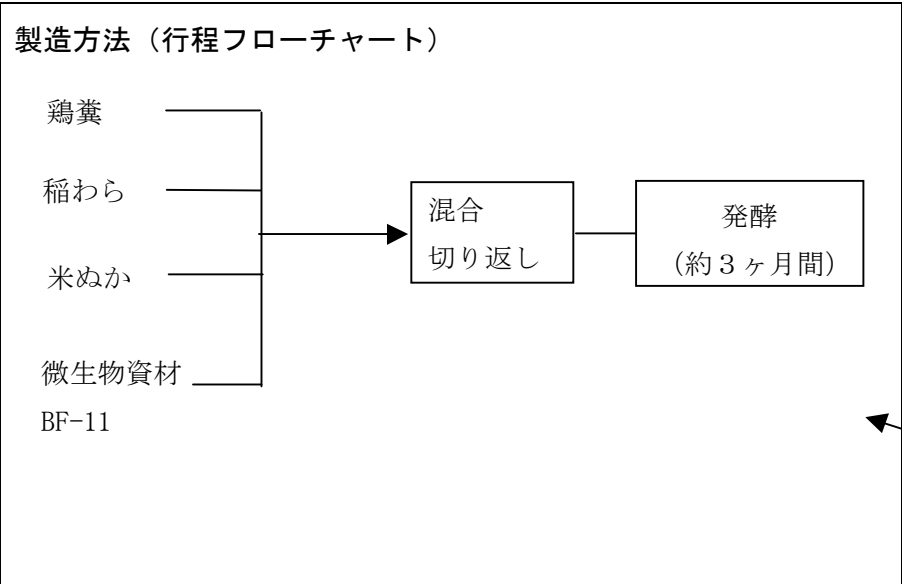 製造方法（行程フローチャート）
鶏糞
稲わら
米ぬか
微生物資材
BF-11
混合
切り返し
発酵
（約３ヶ月間）